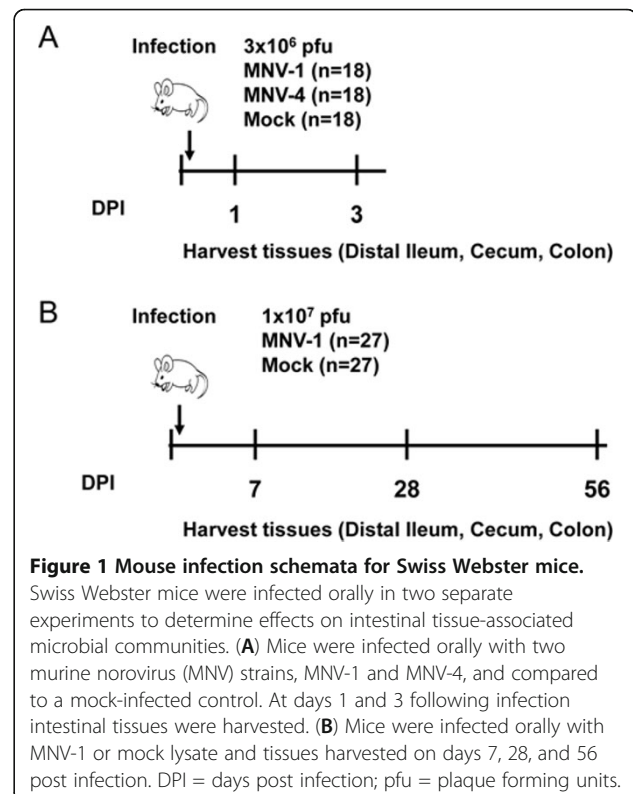 A
Infection 3x10⁶ pfu
MNV-1 (n=18)
MNV-4 (n=18)
Mock (n=18)
DPI
1 3
Harvest tissues (Distal Ileum, Cecum, Colon)
B
Infection 1x10⁷ pfu
MNV-1 (n=27)
Mock (n=27)
DPI
7 28 56
Harvest tissues (Distal Ileum, Cecum, Colon)
Figure 1 Mouse infection schemata for Swiss Webster mice.
Swiss Webster mice were infected orally in two separate
experiments to determine effects on intestinal tissue-associated
microbial communities. (A) Mice were infected orally with two
murine norovirus (MNV) strains, MNV-1 and MNV-4, and compared
to a mock-infected control. At days 1 and 3 following infection
intestinal tissues were harvested. (B) Mice were infected orally with
MNV-1 or mock lysate and tissues harvested on days 7, 28, and 56
post infection. DPI = days post infection; pfu = plaque forming units.